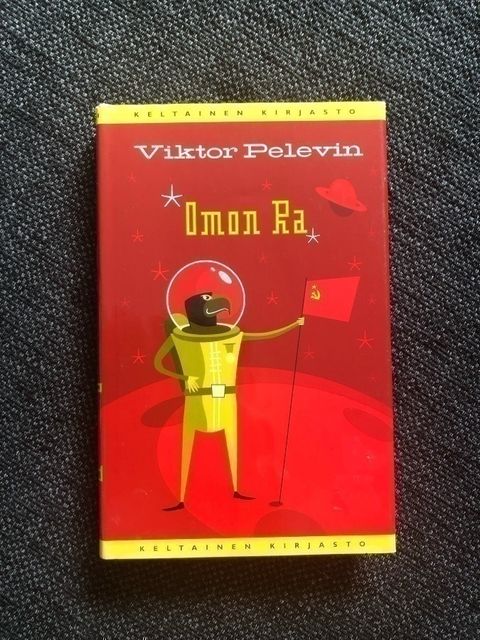 KELTAINEN KIRJASTO
Viktor Pelevin
Omon Ra
KELTAINEN KIRJASTO